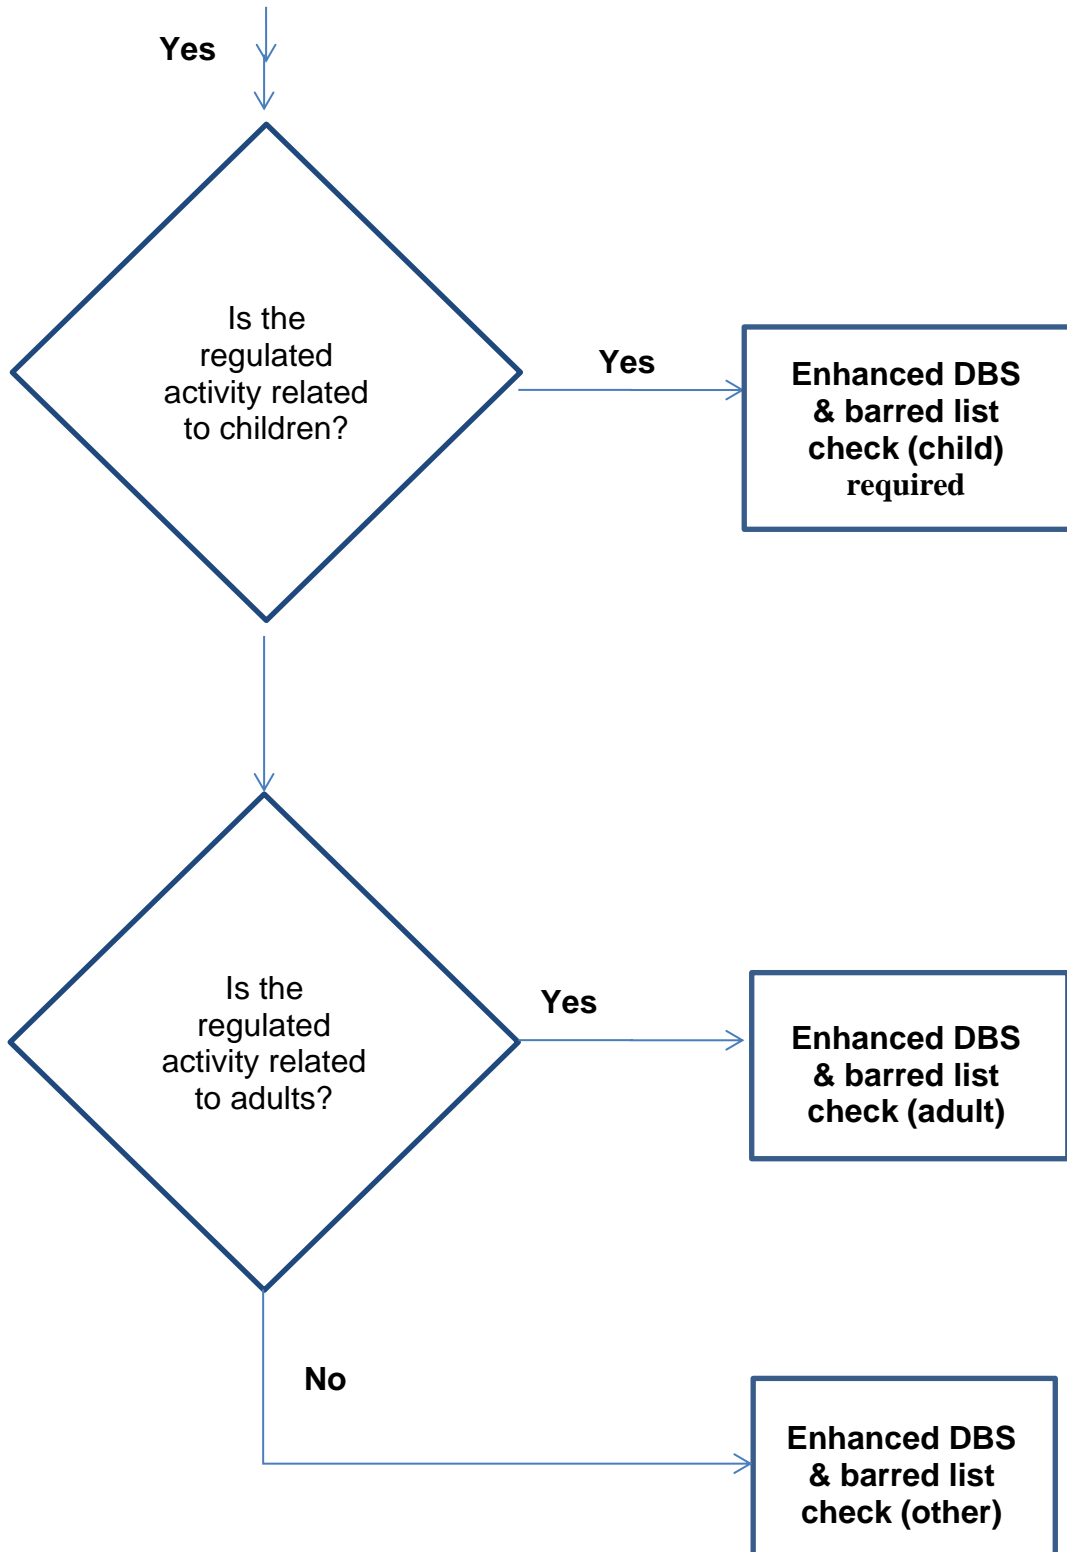 Yes
Is the
regulated
activity related
to children?
Yes
Enhanced DBS
& barred list
check (child)
required
Is the
regulated
activity related
to adults?
Yes
Enhanced DBS
& barred list
check (adult)
No
Enhanced DBS
& barred list
check (other)